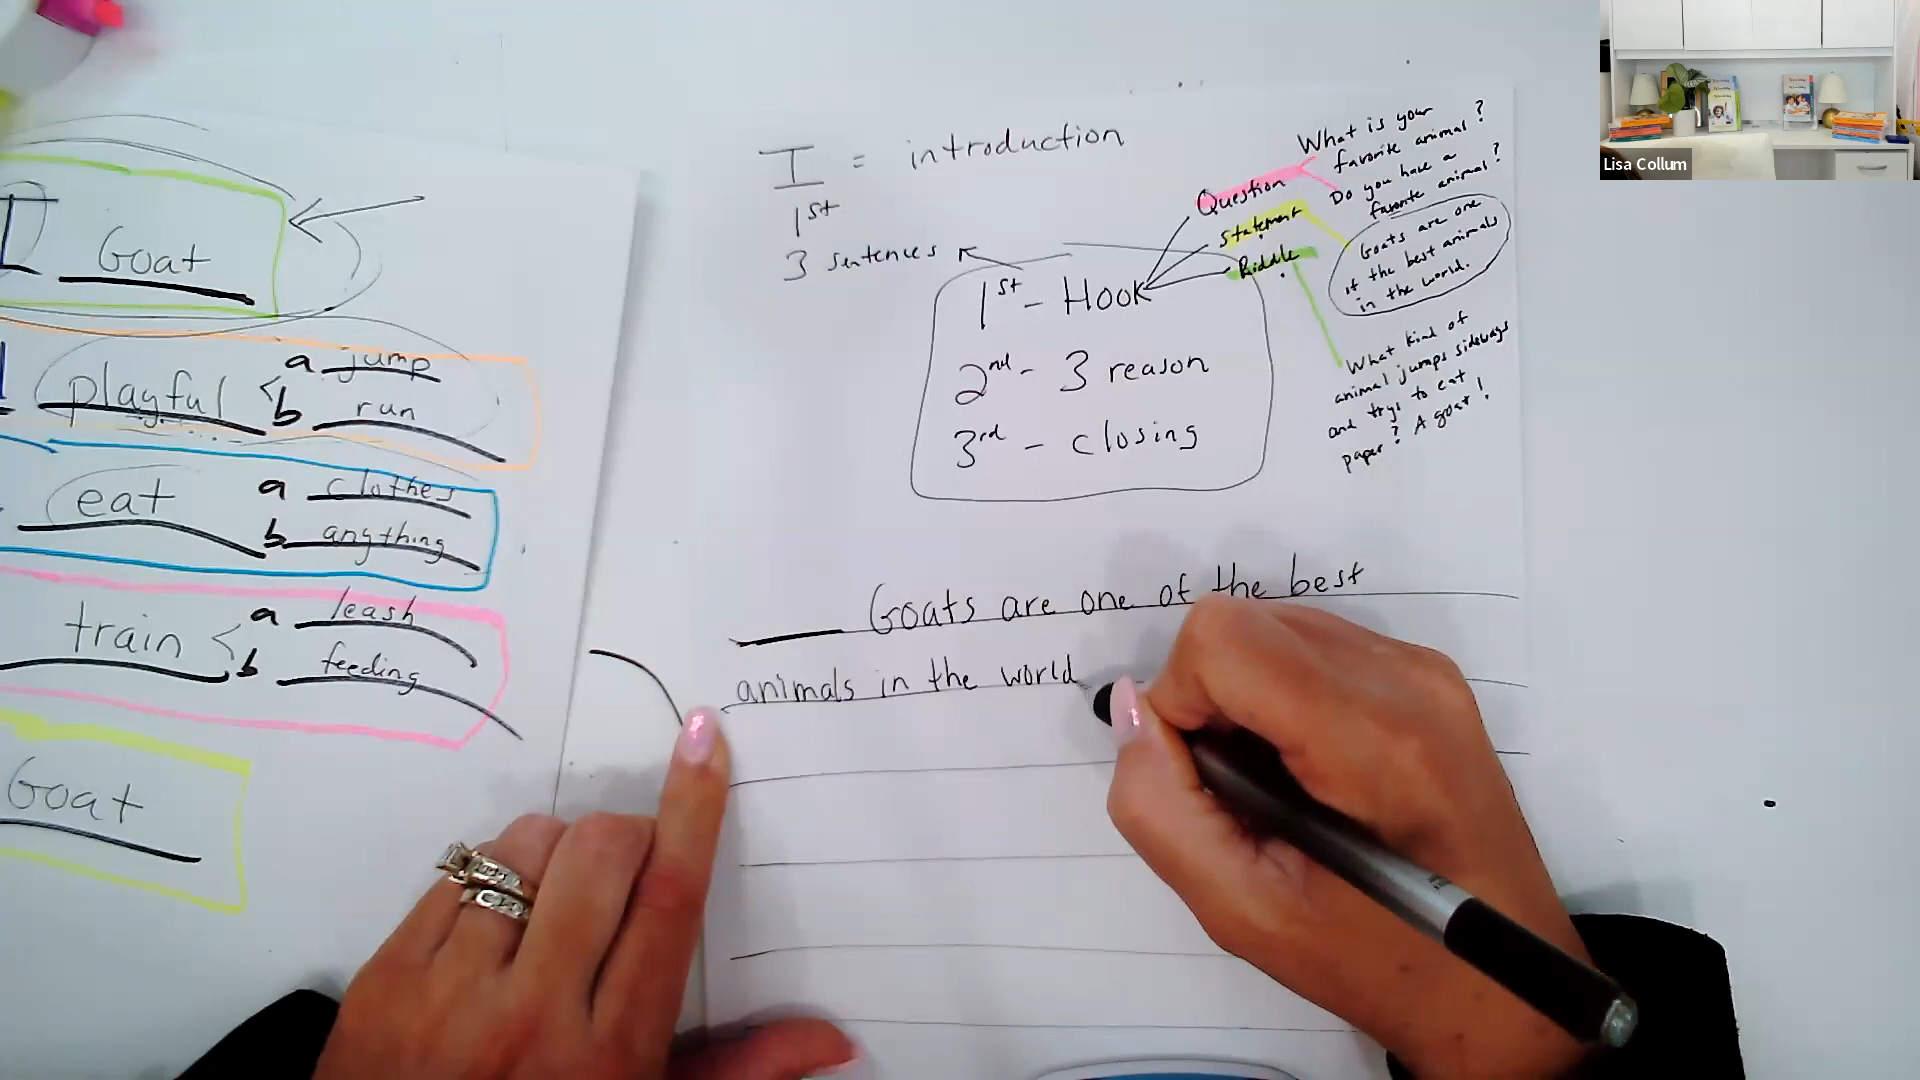 I
Goat
playful
a jump
b run
eat
a clothes
b anything
train
a leash
b feeding
Goat
I = introduction
1st
3 sentences
1st - Hook
2nd - 3 reason
3rd - closing
Question
Statement
Riddle
What is your
favorite animal?
Do you have a
favorite animal?
Goats are one
of the best animals
in the world.
What kind of
animal jumps sideways
and trys to eat
paper? A goat!
Goats are one of the best
animals in the world
Lisa Collum